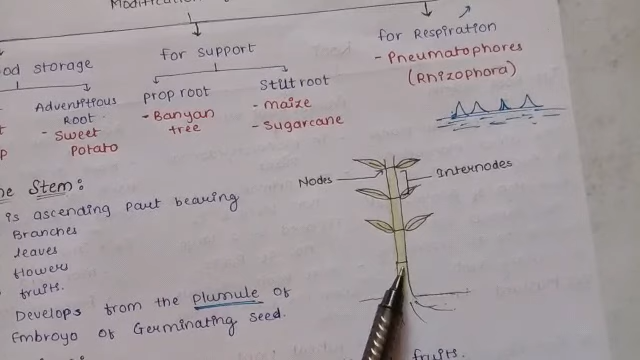 Modification
for Respiration
for support
od storage
- Pneumatophores
(Rhizophora)
Adventitious
Root
- Sweet
Potato
prop root
- Banyan
tree
Stilt root
- maize
- Sugarcane
Nodes
Internodes
he Stem:
is ascending part bearing
Branches
leaves
flowers
fruits.
Develops from the plumule of
Embroyo of Germinating seed.
fruits.